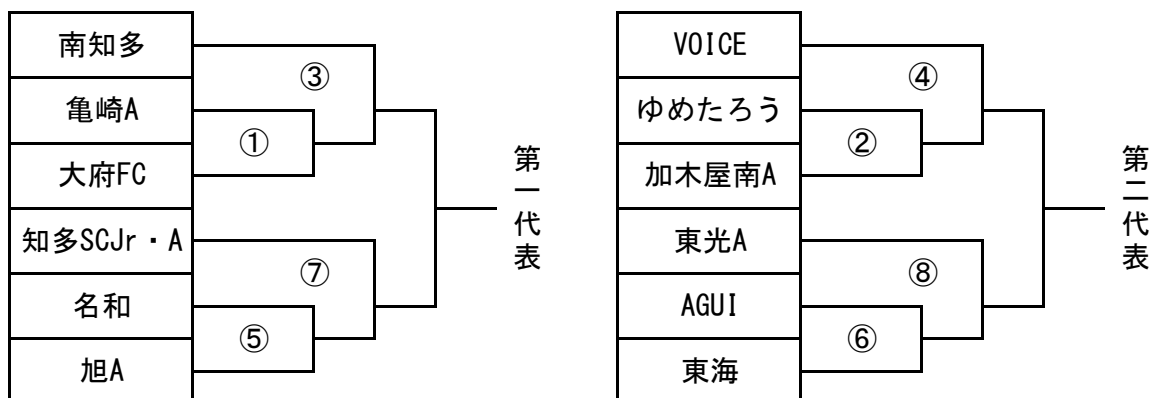 南知多
亀崎A
大府FC
知多SCJr・A
名和
旭A
③
①
⑦
⑤
第一代表
VOICE
ゆめたろう
加木屋南A
東光A
AGUI
東海
④
②
⑧
⑥
第二代表